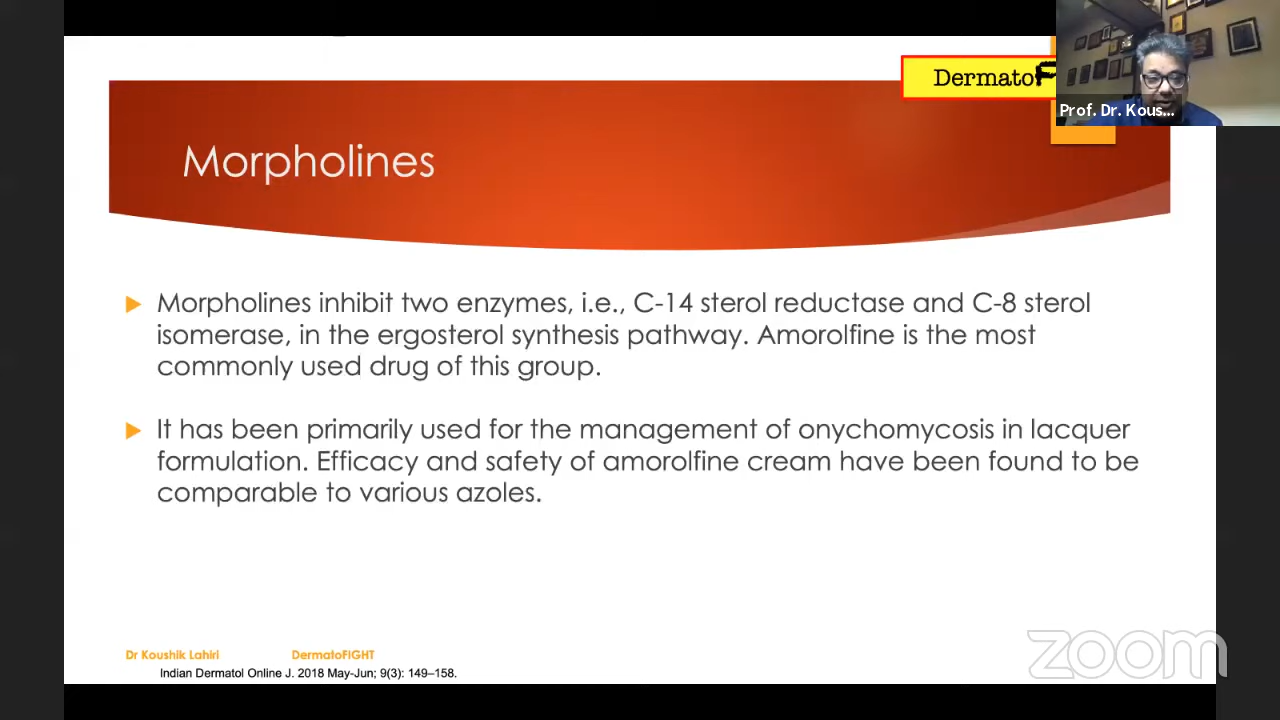 DermatoF
Prof. Dr. Kous...
Morpholines
Morpholines inhibit two enzymes, i.e., C-14 sterol reductase and C-8 sterol
isomerase, in the ergosterol synthesis pathway. Amorolfine is the most
commonly used drug of this group.
It has been primarily used for the management of onychomycosis in lacquer
formulation. Efficacy and safety of amorolfine cream have been found to be
comparable to various azoles.
Dr Koushik Lahiri DermatoFIGHT
Indian Dermatol Online J. 2018 May-Jun; 9(3): 149–158.
zoom